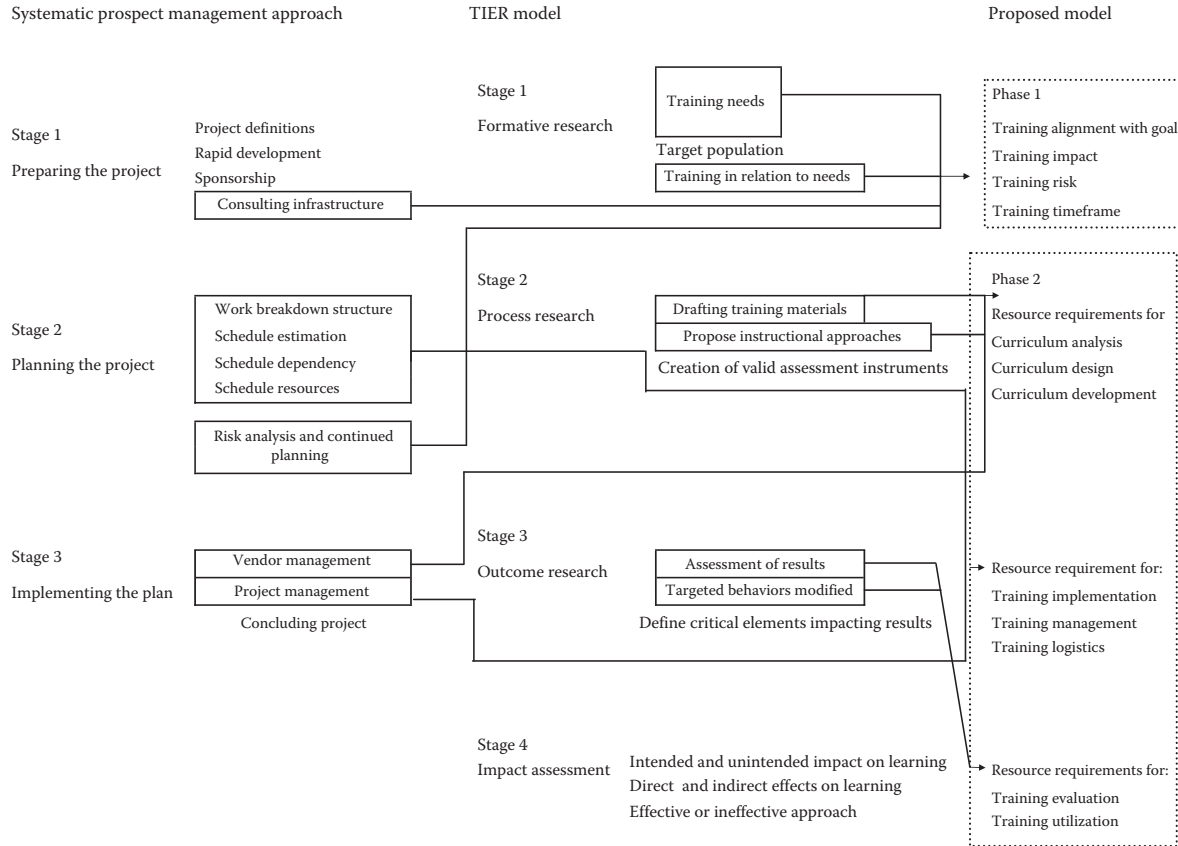 Systematic prospect management approach
TIER model
Proposed model
Stage 1
Preparing the project
Project definitions
Rapid development
Sponsorship
Consulting infrastructure
Stage 1
Formative research
Training needs
Target population
Training in relation to needs
Phase 1
Training alignment with goal
Training impact
Training risk
Training timeframe
Stage 2
Planning the project
Work breakdown structure
Schedule estimation
Schedule dependency
Schedule resources
Risk analysis and continued
planning
Stage 2
Process research
Drafting training materials
Propose instructional approaches
Creation of valid assessment instruments
Phase 2
Resource requirements for
Curriculum analysis
Curriculum design
Curriculum development
Stage 3
Implementing the plan
Vendor management
Project management
Concluding project
Stage 3
Outcome research
Assessment of results
Targeted behaviors modified
Define critical elements impacting results
Resource requirement for:
Training implementation
Training management
Training logistics
Stage 4
Impact assessment
Intended and unintended impact on learning
Direct and indirect effects on learning
Effective or ineffective approach
Resource requirements for:
Training evaluation
Training utilization